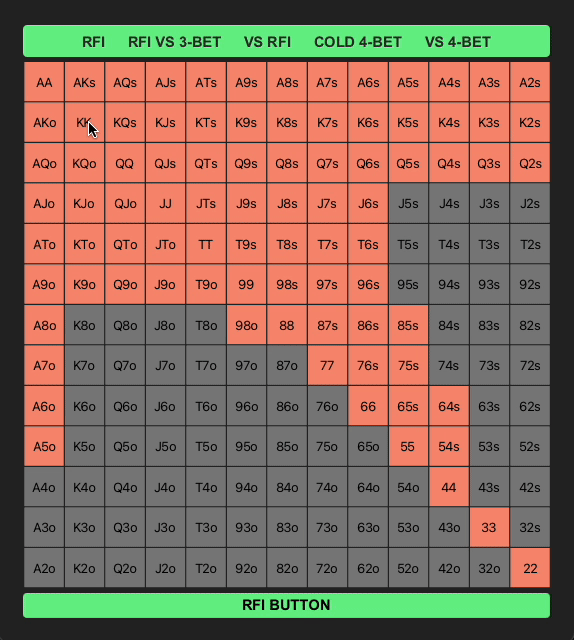 RFI RFI VS 3-BET VS RFI COLD 4-BET VS 4-BET
AA AKs AQs AJs ATs A9s A8s A7s A6s A5s A4s A3s A2s
AKo KK KQs KJs KTs K9s K8s K7s K6s K5s K4s K3s K2s
AQo KQo QQ QJs QTs Q9s Q8s Q7s Q6s Q5s Q4s Q3s Q2s
AJo KJo QJo JJ JTs J9s J8s J7s J6s J5s J4s J3s J2s
ATo KTo QTo JTo TT T9s T8s T7s T6s T5s T4s T3s T2s
A9o K9o Q9o J9o T9o 99 98s 97s 96s 95s 94s 93s 92s
A8o K8o Q8o J8o T8o 98o 88 87s 86s 85s 84s 83s 82s
A7o K7o Q7o J7o T7o 97o 87o 77 76s 75s 74s 73s 72s
A6o K6o Q6o J6o T6o 96o 86o 76o 66 65s 64s 63s 62s
A5o K5o Q5o J5o T5o 95o 85o 75o 65o 55 54s 53s 52s
A4o K4o Q4o J4o T4o 94o 84o 74o 64o 54o 44 43s 42s
A3o K3o Q3o J3o T3o 93o 83o 73o 63o 53o 43o 33 32s
A2o K2o Q2o J2o T2o 92o 82o 72o 62o 52o 42o 32o 22
RFI BUTTON